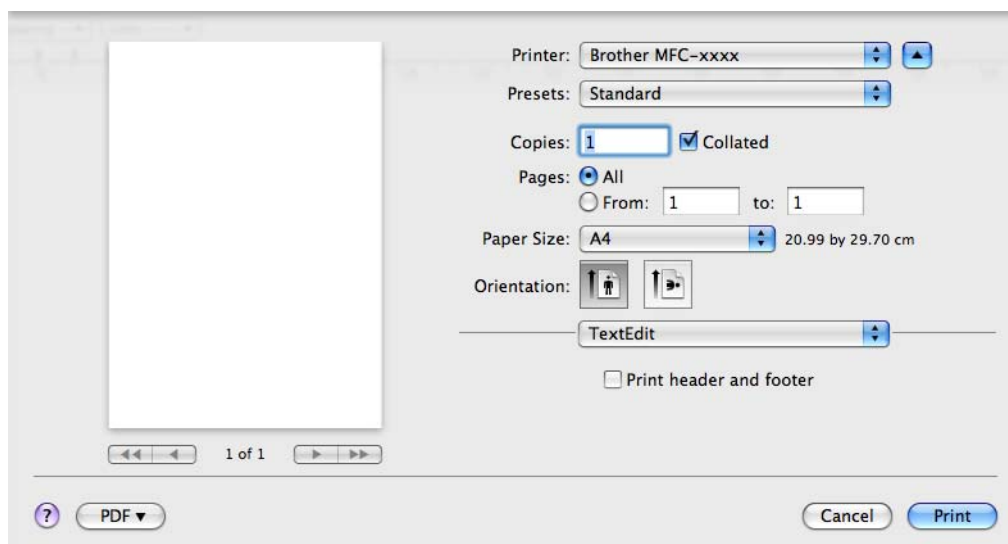 Printer: Brother MFC-xxxx
Presets: Standard
Copies: 1 Collated
Pages: All
From: 1 to: 1
Paper Size: A4 20.99 by 29.70 cm
Orientation:
TextEdit
Print header and footer
1 of 1
? PDF Cancel Print